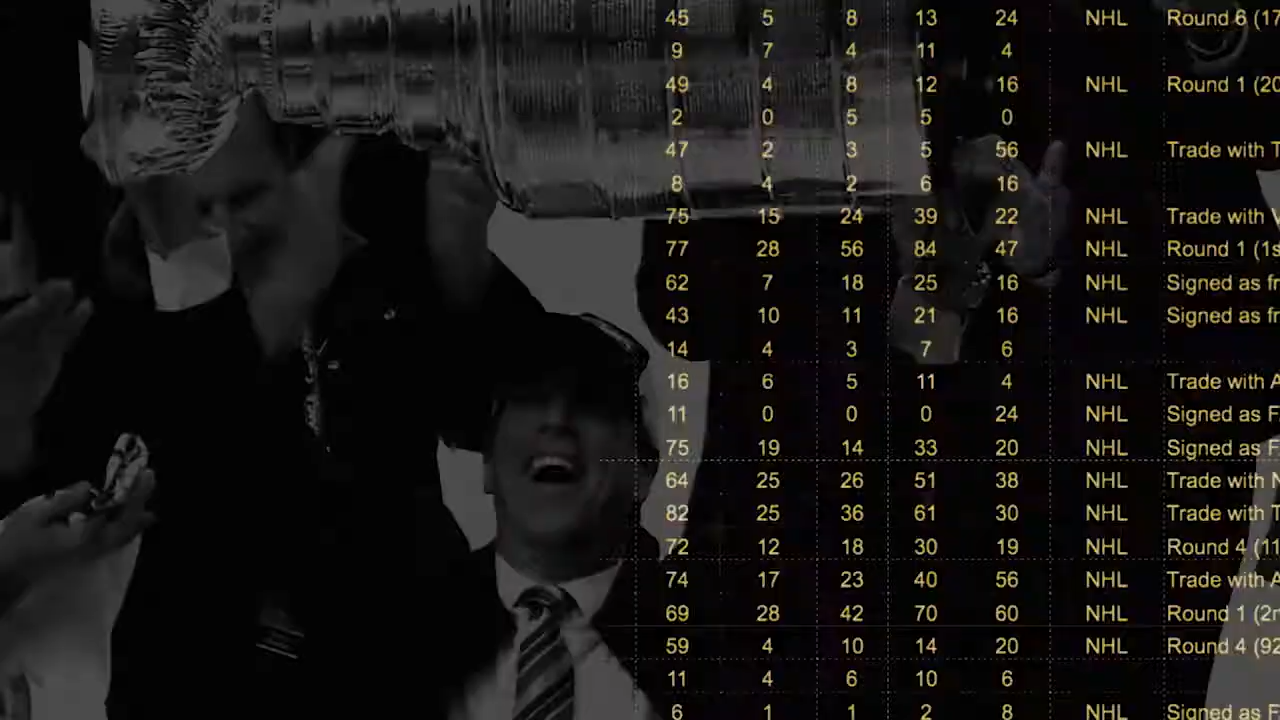 45 5 8 13 24 NHL Round 6 (17
9 7 4 11 4
49 4 8 12 16 NHL Round 1 (20
2 0 5 5 0
47 2 3 5 56 NHL Trade with T
8 4 2 6 16
75 15 24 39 22 NHL Trade with V
77 28 56 84 47 NHL Round 1 (1s
62 7 18 25 16 NHL Signed as fr
43 10 11 21 16 NHL Signed as fr
14 4 3 7 6
16 6 5 11 4 NHL Trade with A
11 0 0 0 24 NHL Signed as F
75 19 14 33 20 NHL Signed as F
64 25 26 51 38 NHL Trade with N
82 25 36 61 30 NHL Trade with T
72 12 18 30 19 NHL Round 4 (11
74 17 23 40 56 NHL Trade with A
69 28 42 70 60 NHL Round 1 (2n
59 4 10 14 20 NHL Round 4 (92
11 4 6 10 6
6 1 1 2 8 NHL Signed as F